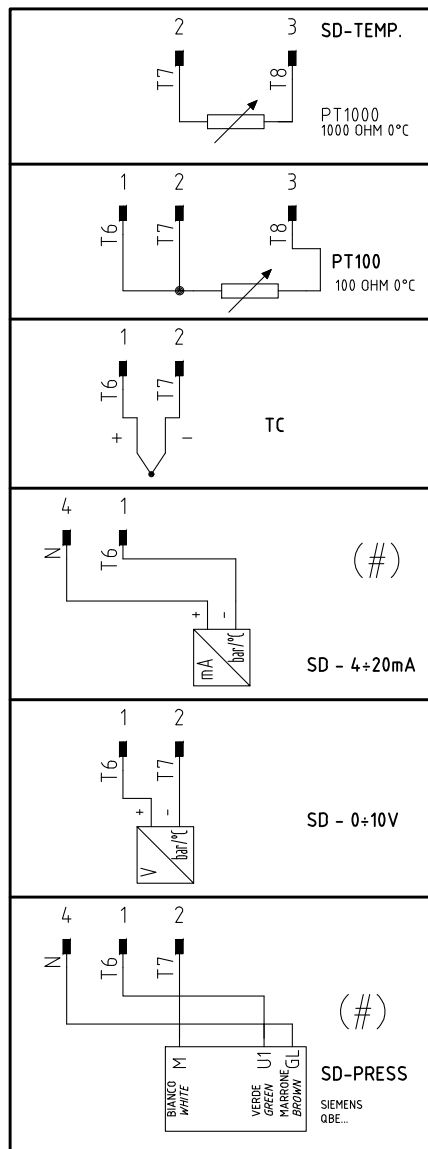 2 3 SD-TEMP.
T7 T8
PT1000
1000 OHM 0°C
1 2 3
T6 T7 T8
PT100
100 OHM 0°C
1 2
T6 T7
+ -
TC
4 1
N T6
(#)
+ -
mA bar/°C
SD - 4÷20mA
1 2
T6 T7
+ -
V bar/°C
SD - 0÷10V
4 1 2
N T6 T7
(#)
M U1 GL
BIANCO VERDE MARRONE
WHITE GREEN BROWN
SD-PRESS
SIEMENS
QBE...